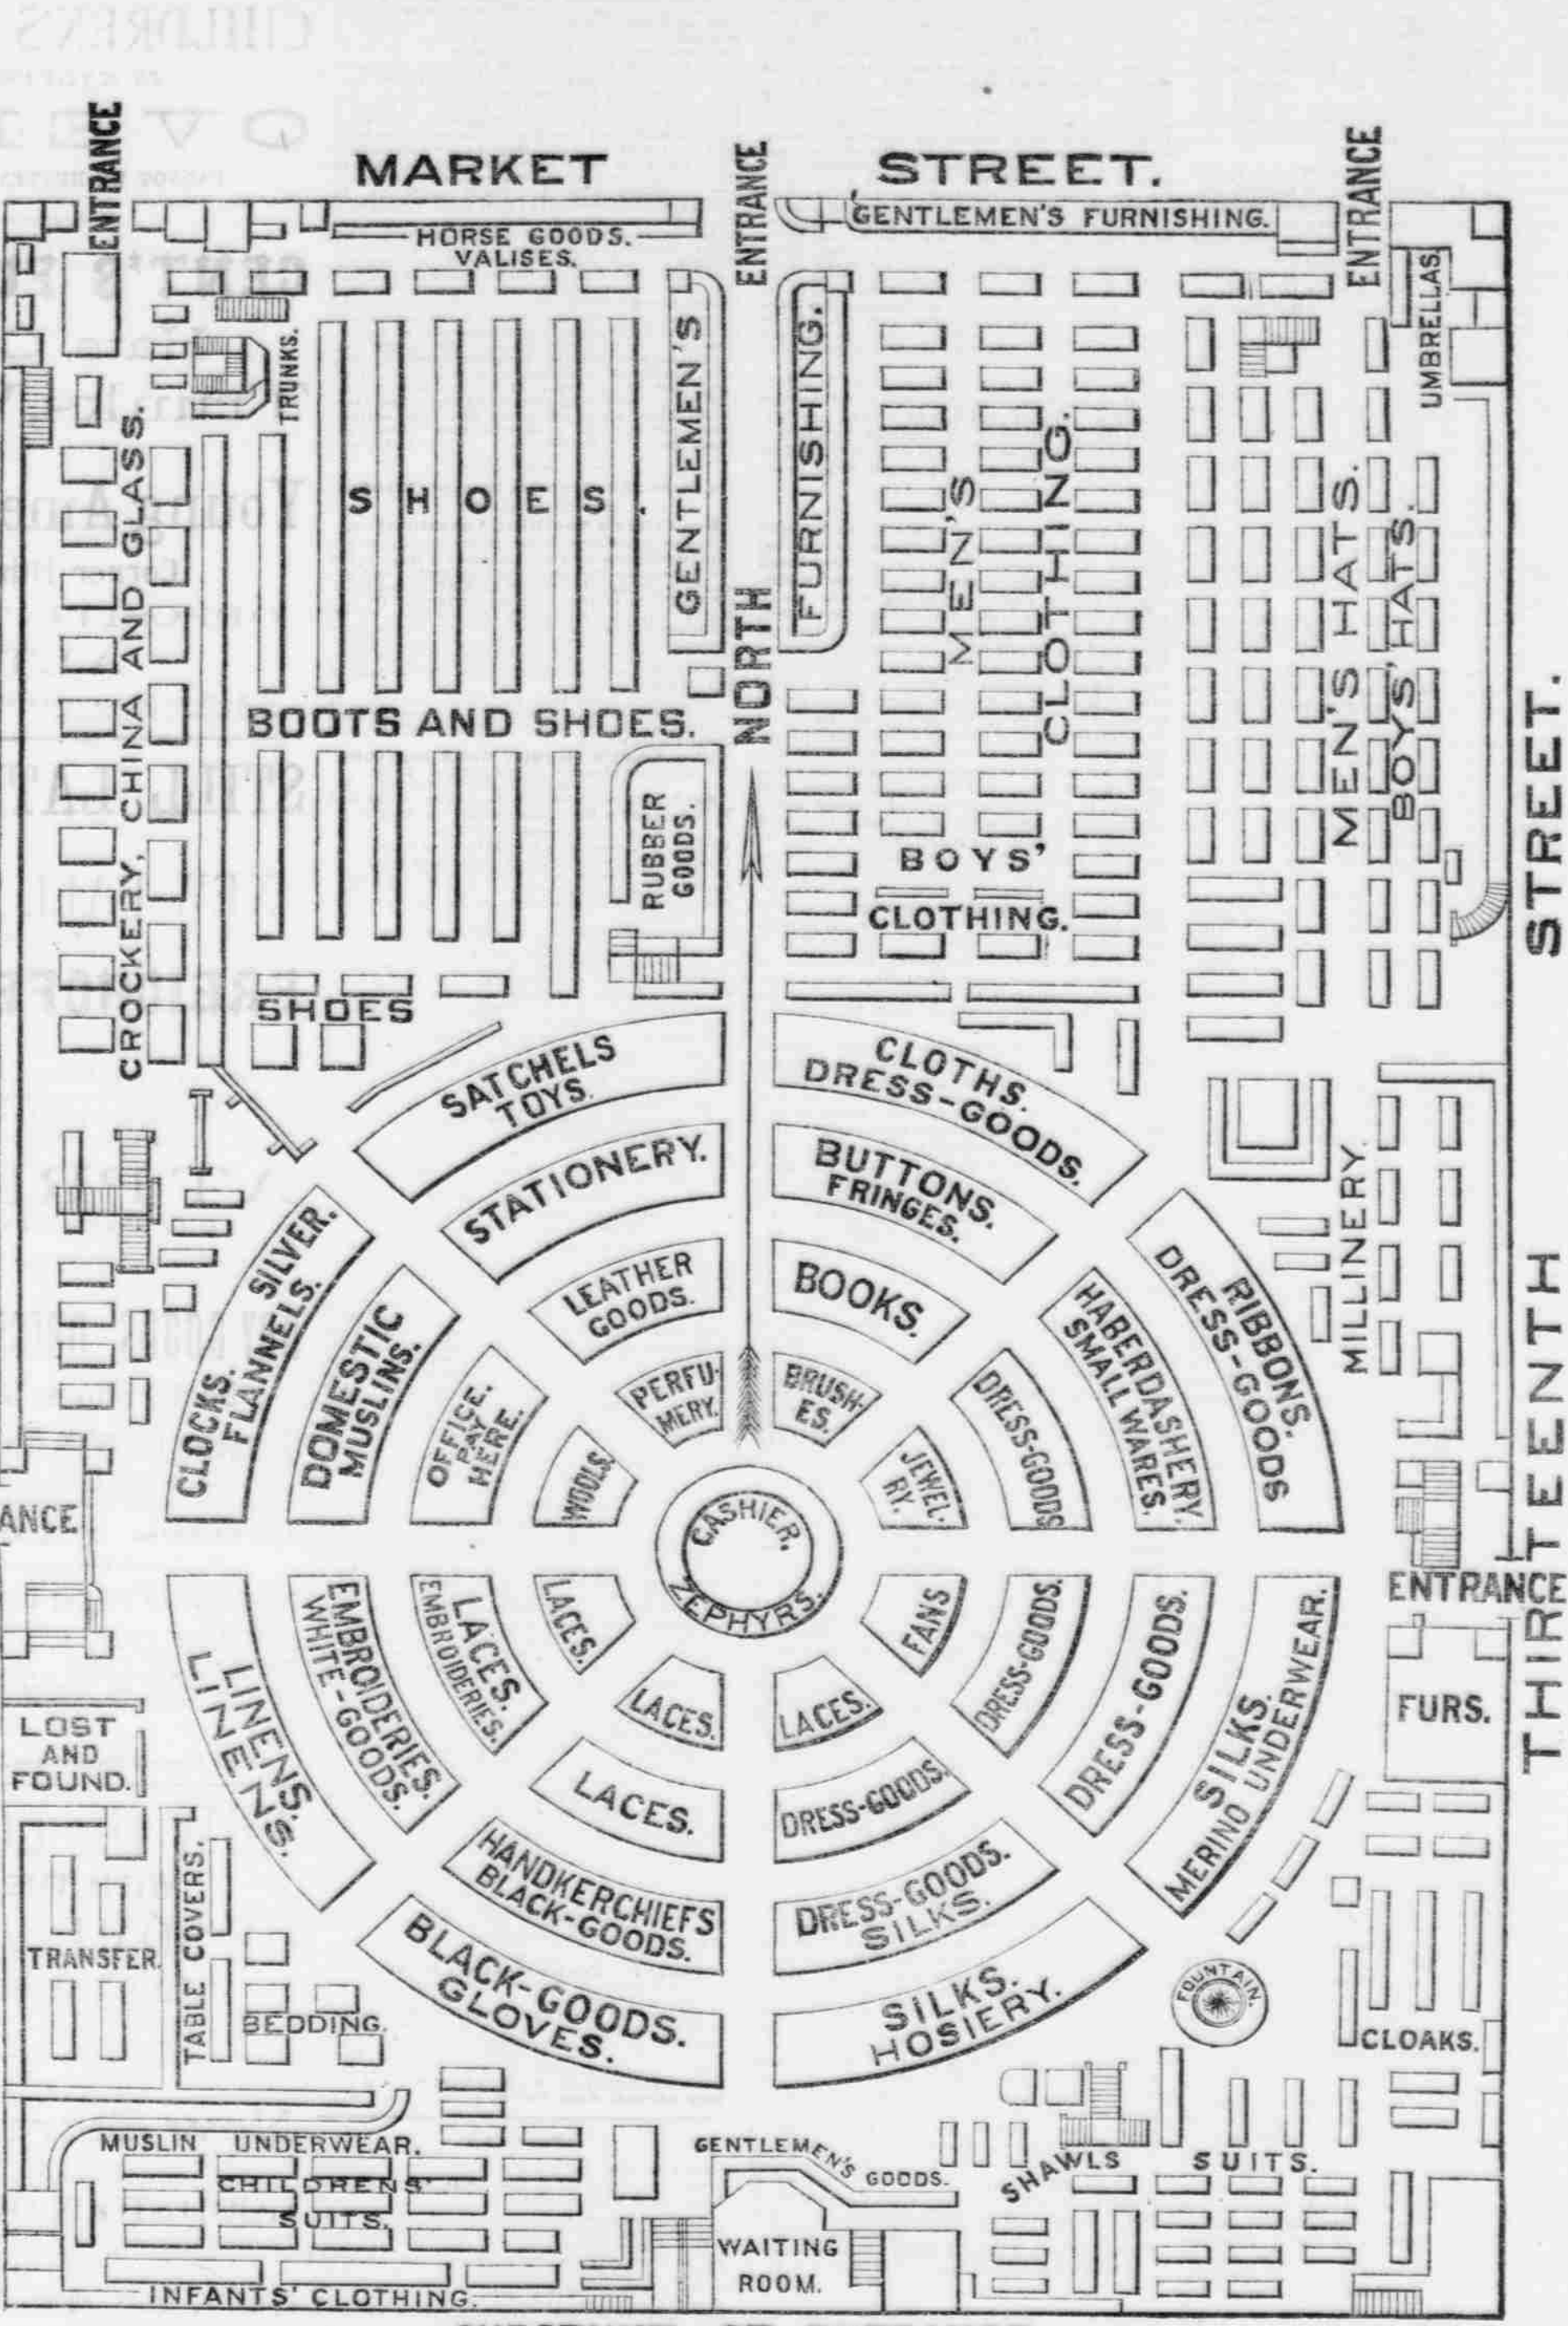 MARKET STREET.
ENTRANCE
ENTRANCE
ENTRANCE
HORSE GOODS.
VALISES.
GENTLEMEN'S FURNISHING.
UMBRELLAS.
TRUNKS.
GENTLEMEN'S
FURNISHING.
SHOES.
MEN'S
CLOTHING.
MEN'S HATS.
BOYS' HATS.
CROCKERY, CHINA AND GLASS.
NORTH
BOOTS AND SHOES.
RUBBER
GOODS.
BOYS'
CLOTHING.
SHOES
THIRTEENTH STREET.
SATCHELS
TOYS.
CLOTHS.
DRESS-GOODS.
STATIONERY.
BUTTONS.
FRINGES.
MILLINERY.
CLOCKS. SILVER.
FLANNELS.
DOMESTIC
MUSLINS.
LEATHER
GOODS.
BOOKS.
HABERDASHERY.
SMALL WARES.
RIBBONS.
DRESS-GOODS
OFFICE.
PAY
HERE.
WOOLS.
PERFU-
MERY.
BRUSH-
ES.
JEWEL-
RY.
DRESS-GOODS
ANCE
CASHIER.
ZEPHYRS.
ENTRANCE
LINENS.
LINENS.
EMBROIDERIES.
WHITE-GOODS.
LACES.
EMBROIDERIES.
LACES.
LACES.
LACES.
FANS
DRESS-GOODS.
DRESS-GOODS.
SILKS.
MERINO UNDERWEAR.
FURS.
LOST
AND
FOUND.
LACES.
DRESS-GOODS.
HANDKERCHIEFS
BLACK-GOODS.
DRESS-GOODS.
SILKS.
TRANSFER.
TABLE COVERS.
BEDDING.
BLACK-GOODS.
GLOVES.
SILKS.
HOSIERY.
FOUNTAIN.
CLOAKS.
MUSLIN UNDERWEAR.
CHILDRENS'
SUITS.
GENTLEMEN'S GOODS.
SHAWLS
SUITS.
WAITING
ROOM.
INFANTS' CLOTHING.